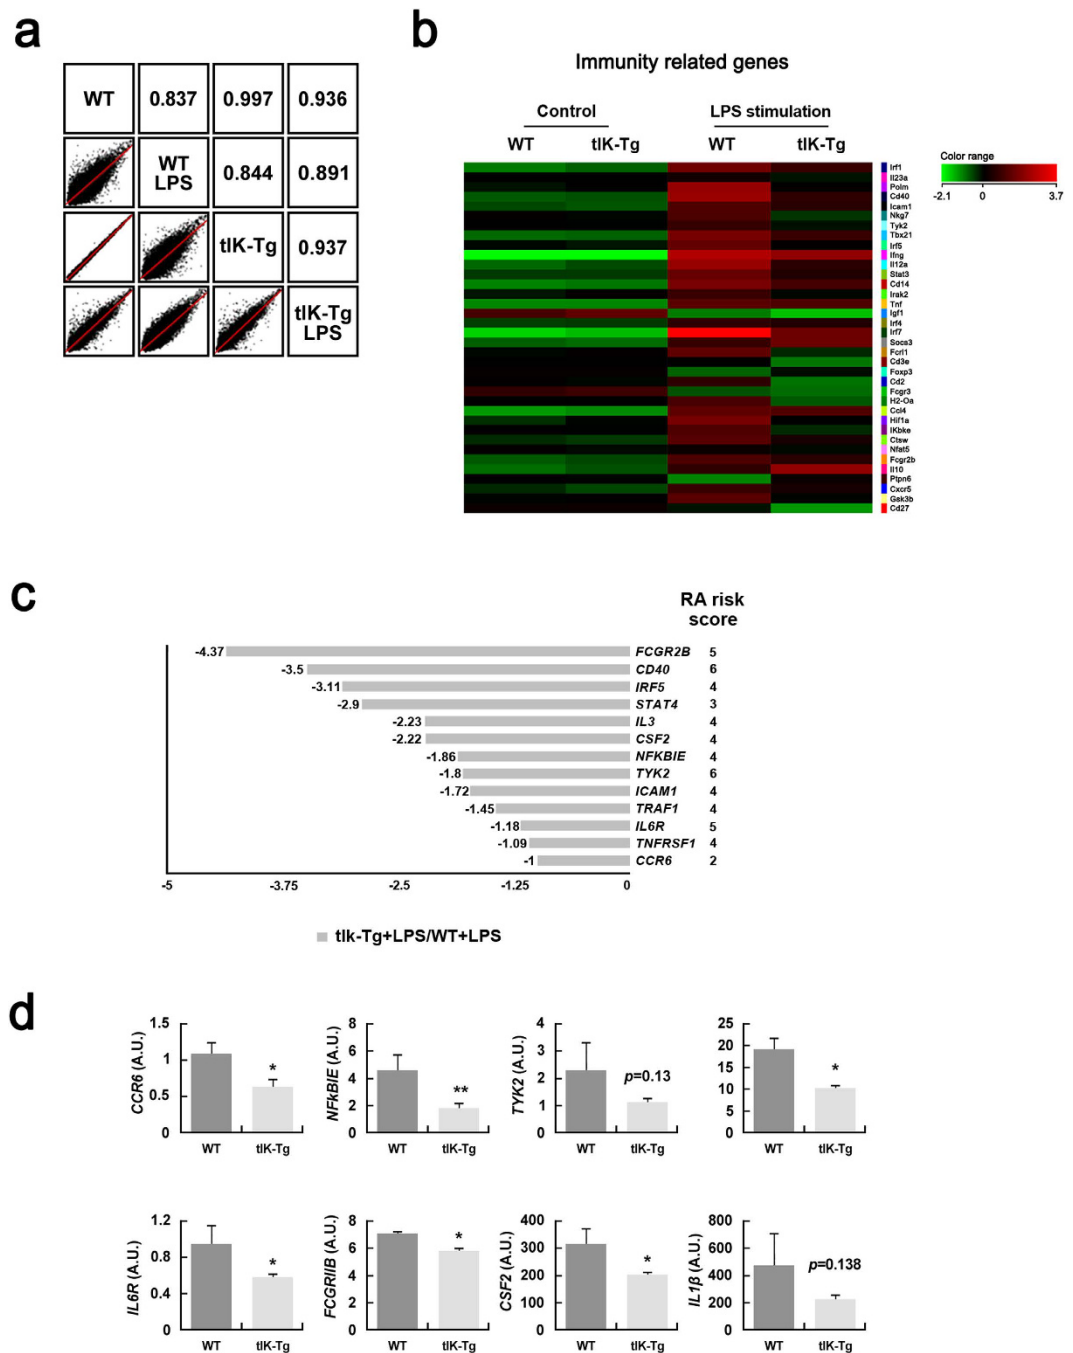 a
WT 0.837 0.997 0.936
WT LPS 0.844 0.891
tIK-Tg 0.937
tIK-Tg LPS
b
Immunity related genes
Control LPS stimulation
WT tIK-Tg WT tIK-Tg
Irf1
Il23a
Polm
Cd40
Icam1
Nkg7
Tyk2
Tbx21
Irf5
Ifng
Il12a
Stat3
Cd14
Irak2
Tnf
Igf1
Irf4
Irf7
Socs3
Fcrl1
Cd3e
Foxp3
Cd2
Fcgr3
H2-Oa
Ccl4
Hif1a
IKbke
Ctsw
Nfat5
Fcgr2b
Il10
Ptpn6
Cxcr5
Gsk3b
Cd27
Color range
-2.1 0 3.7
c
RA risk
score
-4.37 FCGR2B 5
-3.5 CD40 6
-3.11 IRF5 4
-2.9 STAT4 3
-2.23 IL3 4
-2.22 CSF2 4
-1.86 NFKBIE 4
-1.8 TYK2 6
-1.72 ICAM1 4
-1.45 TRAF1 4
-1.18 IL6R 5
-1.09 TNFRSF1 4
-1 CCR6 2
-5 -3.75 -2.5 -1.25 0
tIk-Tg+LPS/WT+LPS
d
CCR6 (A.U.)
1.5
1
0.5
0
*
WT tIK-Tg
NFkBIE (A.U.)
8
6
4
2
0
**
WT tIK-Tg
TYK2 (A.U.)
4
3
2
1
0
p=0.13
WT tIK-Tg
25
20
15
10
5
0
*
WT tIK-Tg
IL6R (A.U.)
1.2
0.8
0.4
0
*
WT tIK-Tg
FCGRIIB (A.U.)
8
6
4
2
0
*
WT tIK-Tg
CSF2 (A.U.)
400
300
200
100
0
*
WT tIK-Tg
IL1β (A.U.)
800
600
400
200
0
p=0.138
WT tIK-Tg